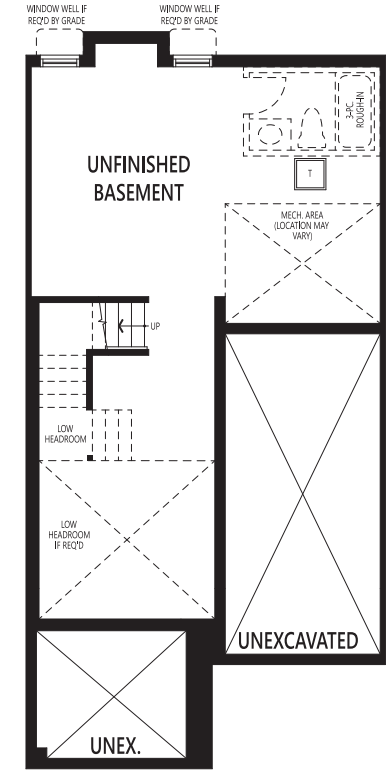 WINDOW WELL IF
REQ'D BY GRADE
WINDOW WELL IF
REQ'D BY GRADE
3-PC.
ROUGH-IN
UNFINISHED
BASEMENT
T
MECH. AREA
(LOCATION MAY
VARY)
UP
LOW
HEADROOM
LOW
HEADROOM
IF REQ'D
UNEXCAVATED
UNEX.